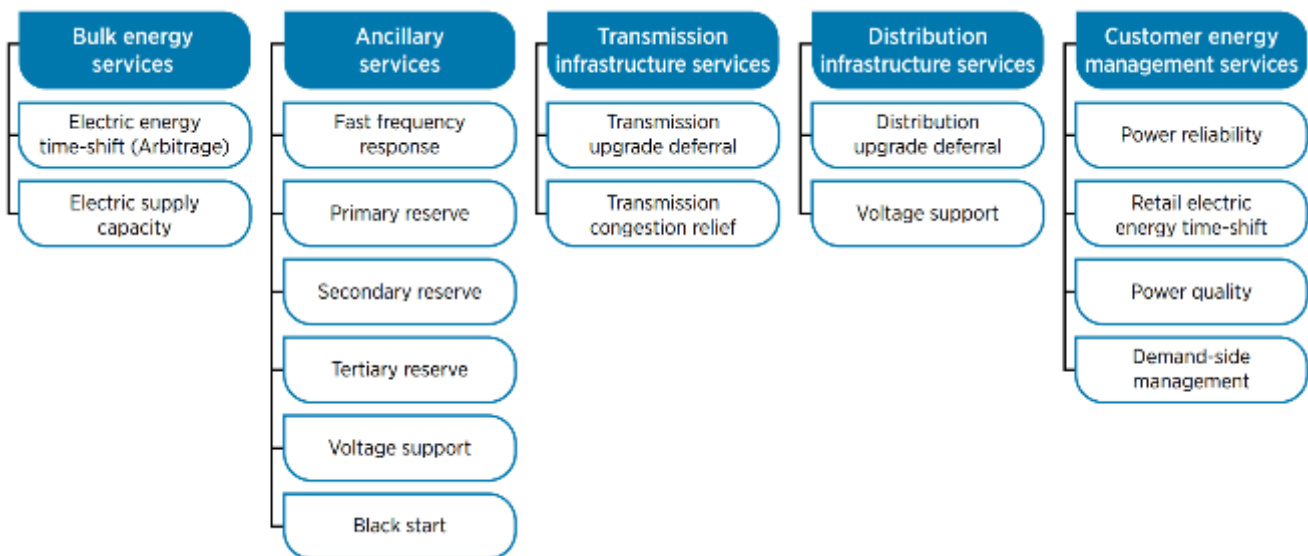 Bulk energy
services
Electric energy
time-shift (Arbitrage)
Electric supply
capacity
Ancillary
services
Fast frequency
response
Primary reserve
Secondary reserve
Tertiary reserve
Voltage support
Black start
Transmission
infrastructure services
Transmission
upgrade deferral
Transmission
congestion relief
Distribution
infrastructure services
Distribution
upgrade deferral
Voltage support
Customer energy
management services
Power reliability
Retail electric
energy time-shift
Power quality
Demand-side
management